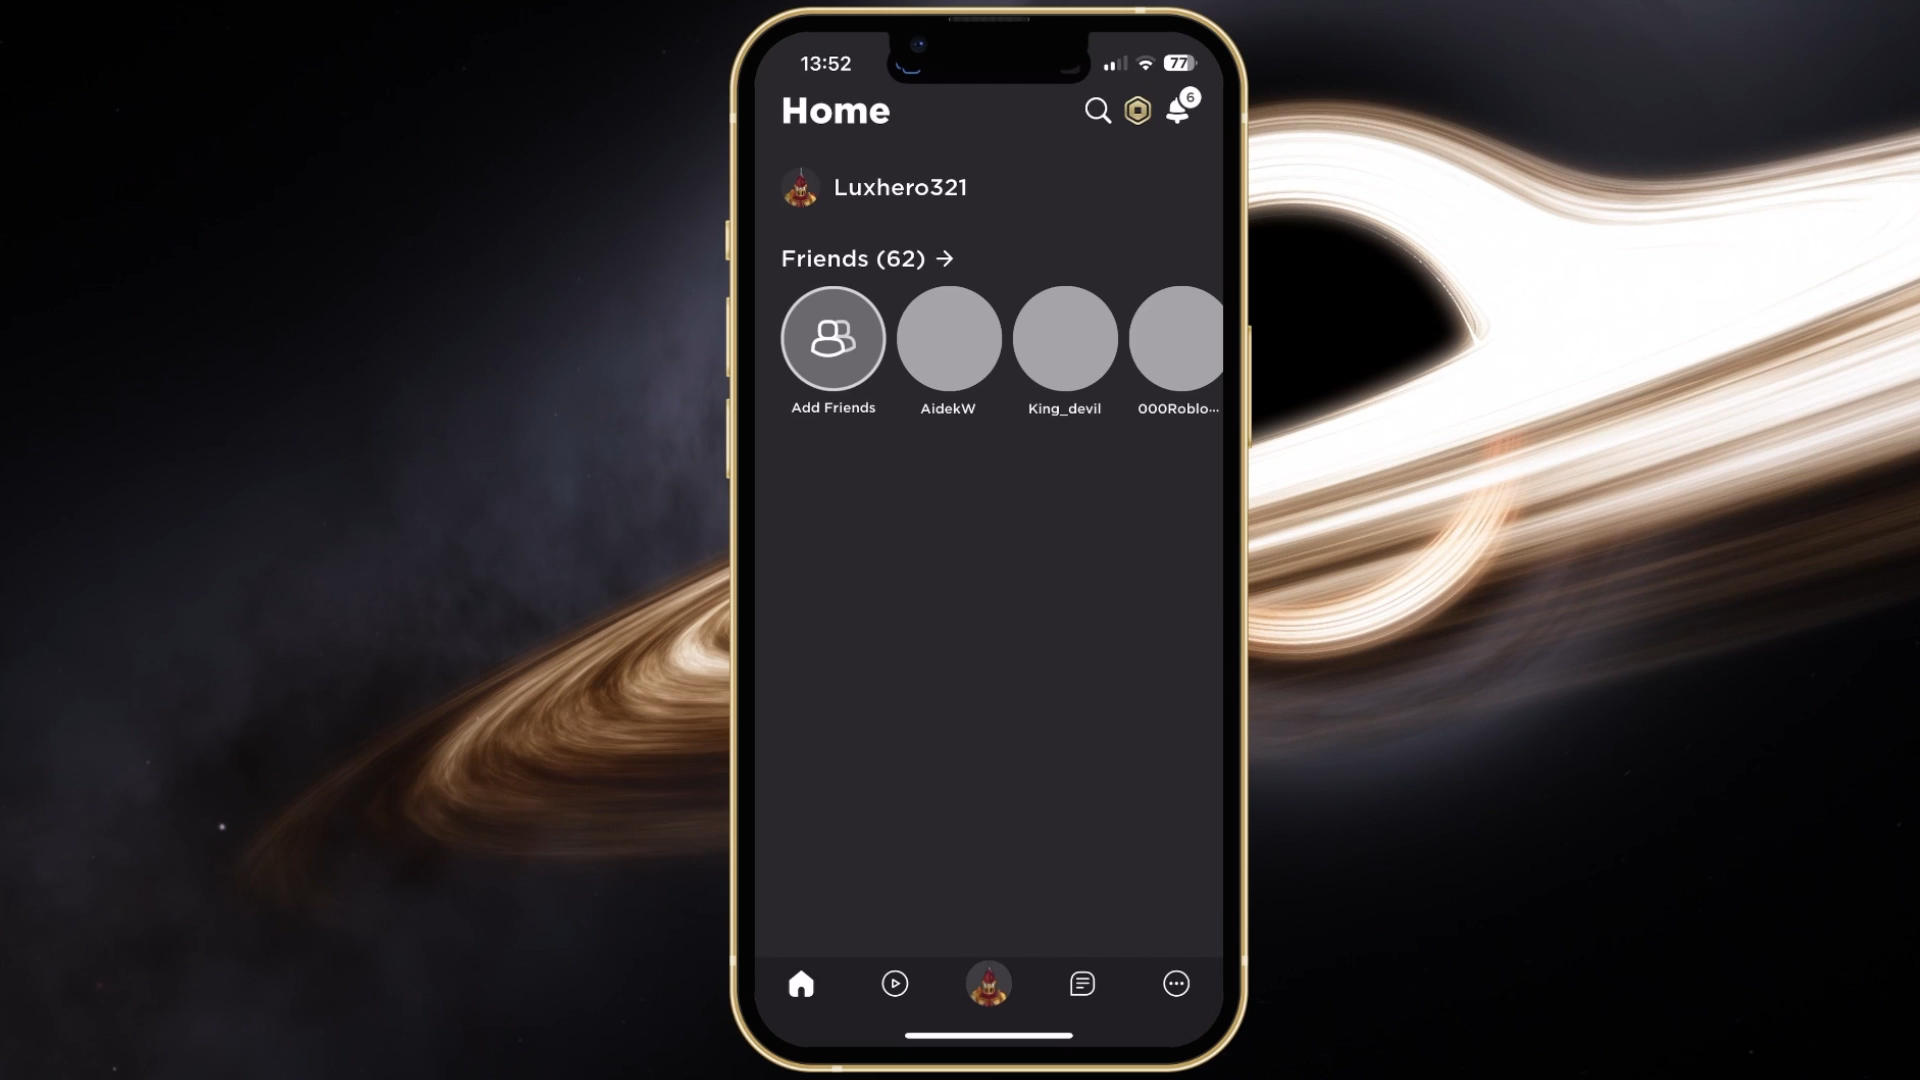 13:52
77
Home
6
Luxhero321
Friends (62) →
Add Friends
AidekW
King_devil
000Roblo...